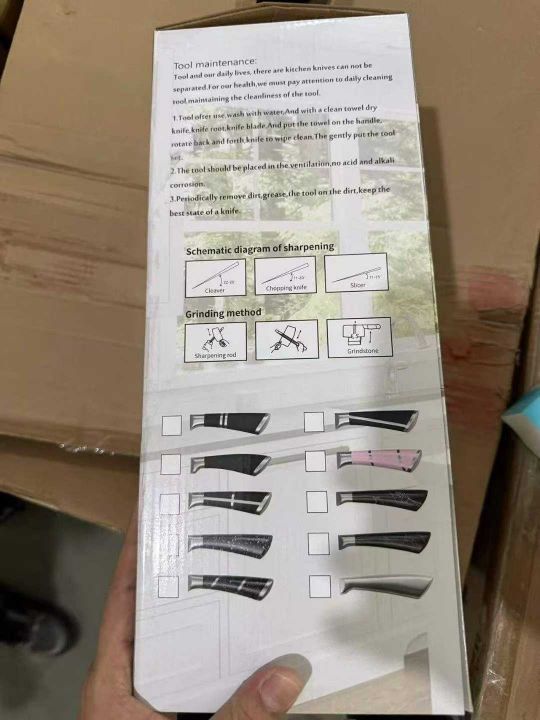 Tool maintenance:
Tool and our daily lives, there are kitchen knives can not be
separated.For our health,we must pay attention to daily cleaning
tool,maintaining the cleanliness of the tool.
1.Tool ofter use,wash with water,And with a clean towel dry
knife,knife root,knife blade.And put the towel on the handle,
rotate back and forth,knife to wipe clean.The gently put the tool
set.
2.The tool should be placed in the ventilation,no acid and alkali
corrosion.
3.Periodically remove dirt,grease,the tool on the dirt,keep the
best state of a knife.
Schematic diagram of sharpening
Cleaver
Chopping knife
Slicer
Grinding method
Sharpening rod
Grindstone